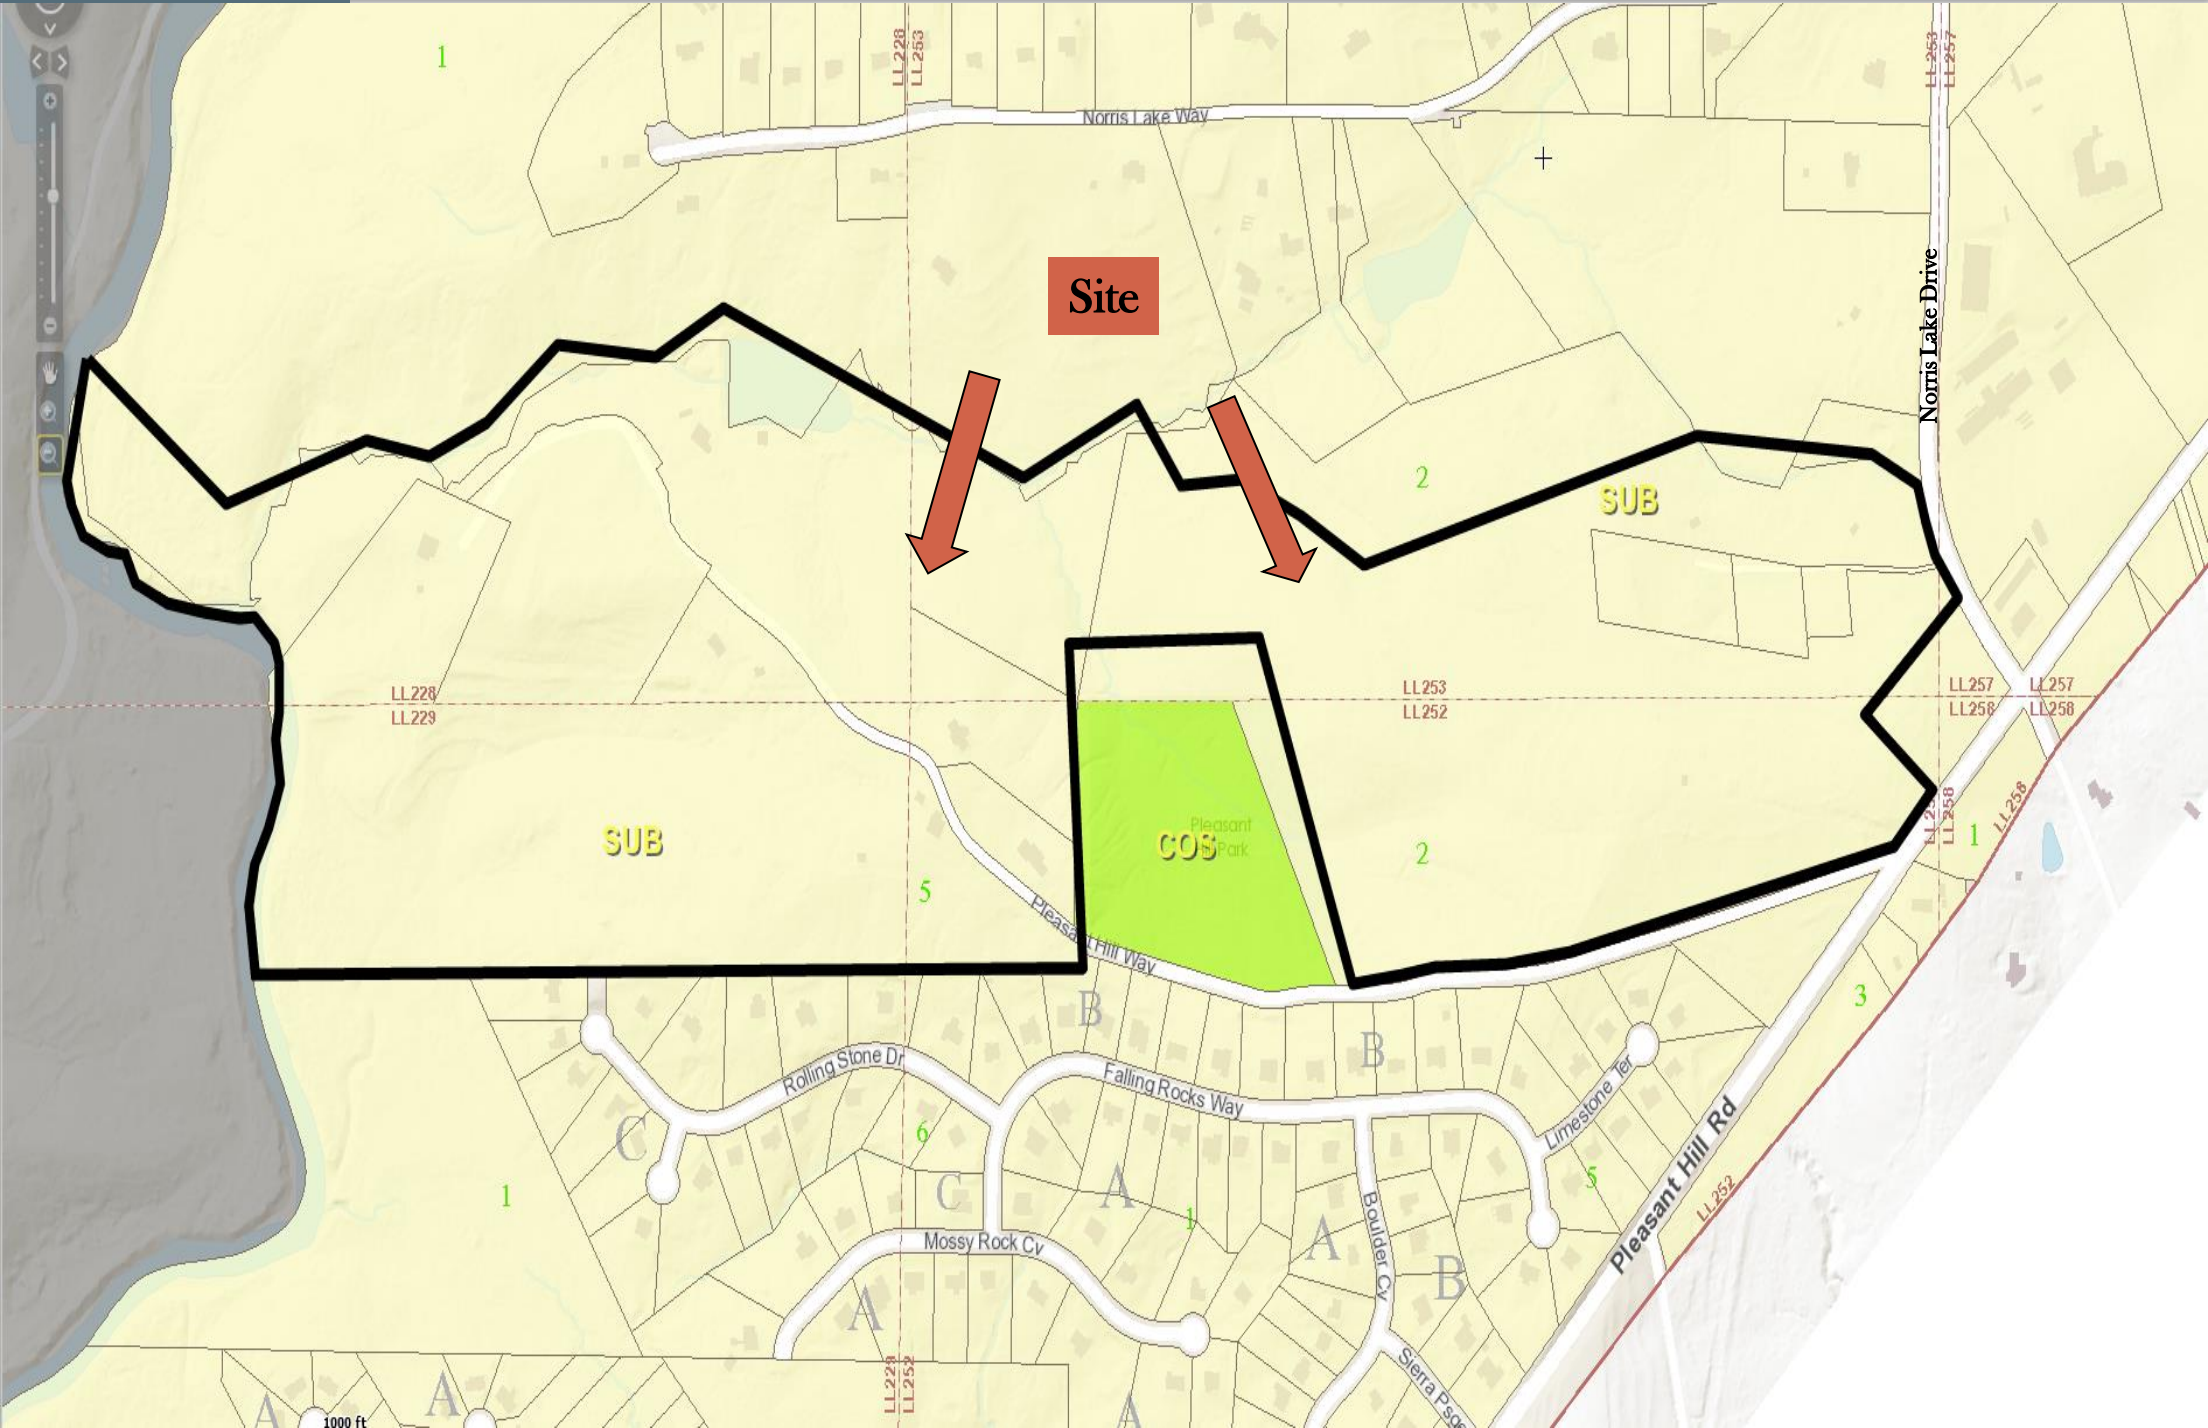 1
LL228
LL253
LL253
LL257
Norris Lake Way
Site
Norris Lake Drive
2
SUB
LL228
LL229
LL253
LL252
LL257
LL258
LL257
LL258
SUB
COS
Pleasant
Park
5
2
LL258
LL258
1
Pleasant Hill Way
B
B
3
Rolling Stone Dr
Falling Rocks Way
Limestone Ter
C
6
C
A
1
A
B
5
1
Boulder Cv
Pleasant Hill Rd
LL252
Mossy Rock Cv
A
Sierra Psge
LL229
LL252
A
A
A
1000 ft